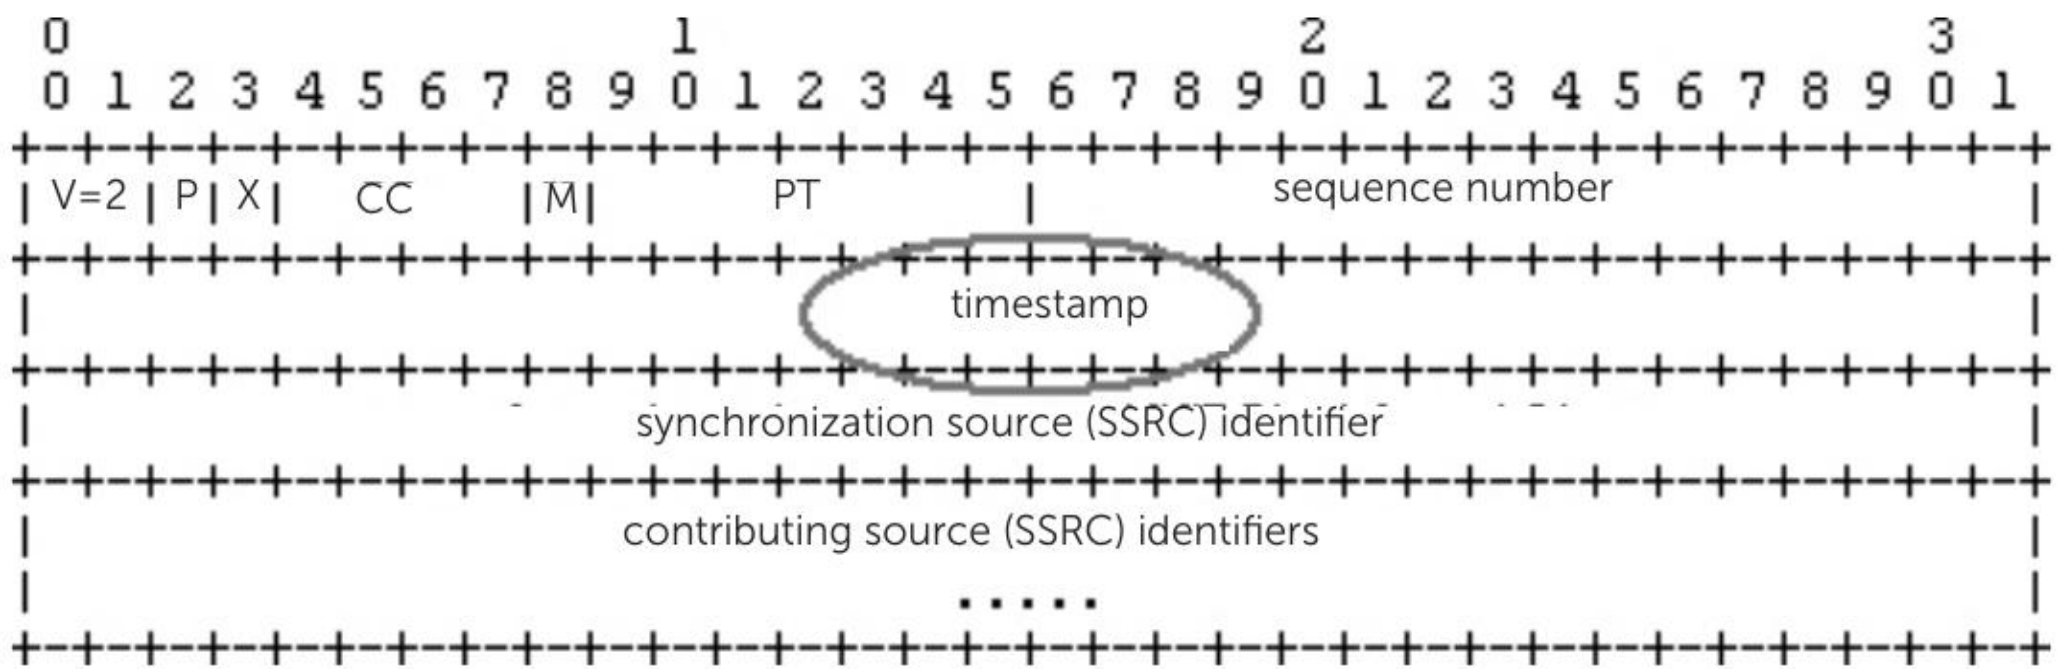 0 1 2 3
0 1 2 3 4 5 6 7 8 9 0 1 2 3 4 5 6 7 8 9 0 1 2 3 4 5 6 7 8 9 0 1
+-+-+-+-+-+-+-+-+-+-+-+-+-+-+-+-+-+-+-+-+-+-+-+-+-+-+-+-+-+-+-+-+
|V=2|P|X| CC |M| PT | sequence number |
+-+-+-+-+-+-+-+-+-+-+-+-+-+-+-+-+-+-+-+-+-+-+-+-+-+-+-+-+-+-+-+-+
| timestamp |
+-+-+-+-+-+-+-+-+-+-+-+-+-+-+-+-+-+-+-+-+-+-+-+-+-+-+-+-+-+-+-+-+
| synchronization source (SSRC) identifier |
+-+-+-+-+-+-+-+-+-+-+-+-+-+-+-+-+-+-+-+-+-+-+-+-+-+-+-+-+-+-+-+-+
| contributing source (SSRC) identifiers |
| ..... |
+-+-+-+-+-+-+-+-+-+-+-+-+-+-+-+-+-+-+-+-+-+-+-+-+-+-+-+-+-+-+-+-+